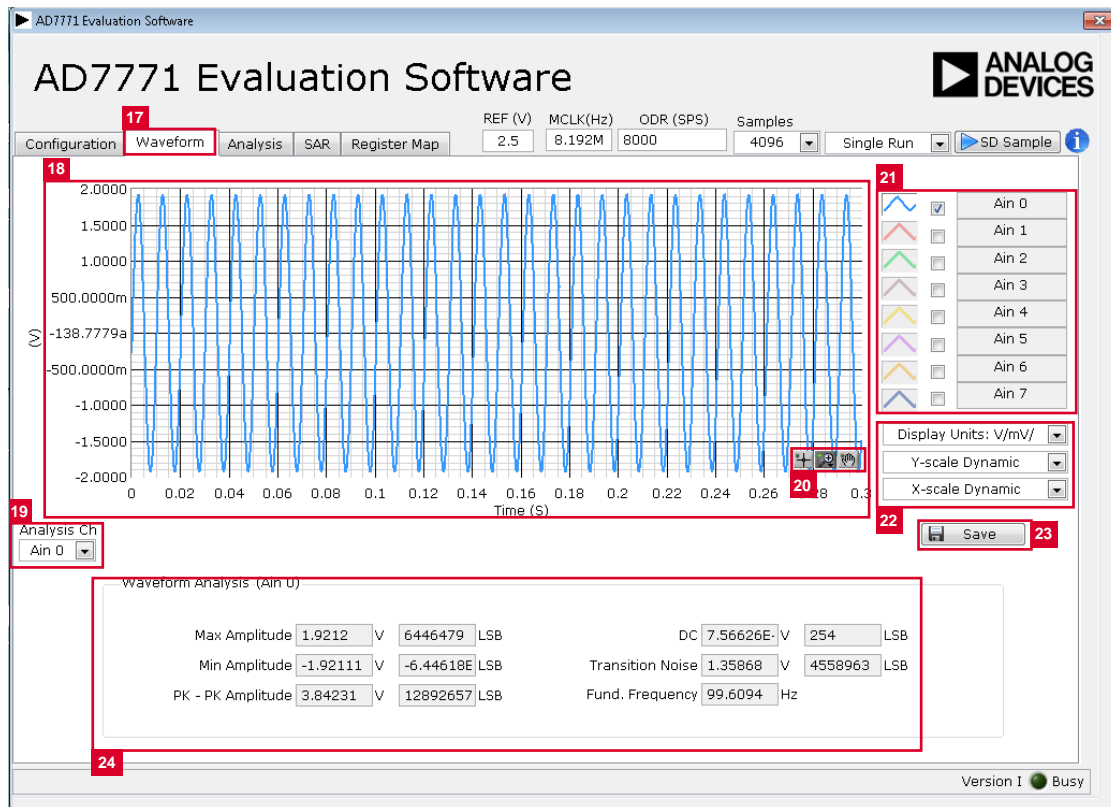 AD7771 Evaluation Software
AD7771 Evaluation Software
ANALOG
DEVICES
17
REF (V) MCLK(Hz) ODR (SPS) Samples
Configuration Waveform Analysis SAR Register Map 2.5 8.192M 8000 4096 Single Run SD Sample i
18
21
2.0000
1.5000
1.0000
500.0000m
-138.7779a
-500.0000m
-1.0000
-1.5000
-2.0000
(V)
0 0.02 0.04 0.06 0.08 0.1 0.12 0.14 0.16 0.18 0.2 0.22 0.24 0.26 0.28 0.3
Time (S)
20
Ain 0
Ain 1
Ain 2
Ain 3
Ain 4
Ain 5
Ain 6
Ain 7
Display Units: V/mV/
Y-scale Dynamic
X-scale Dynamic
22
Save 23
19
Analysis Ch
Ain 0
Waveform Analysis (Ain 0)
Max Amplitude 1.9212 V 6446479 LSB DC 7.56626E- V 254 LSB
Min Amplitude -1.92111 V -6.44618E LSB Transition Noise 1.35868 V 4558963 LSB
PK - PK Amplitude 3.84231 V 12892657 LSB Fund. Frequency 99.6094 Hz
24
Version I Busy